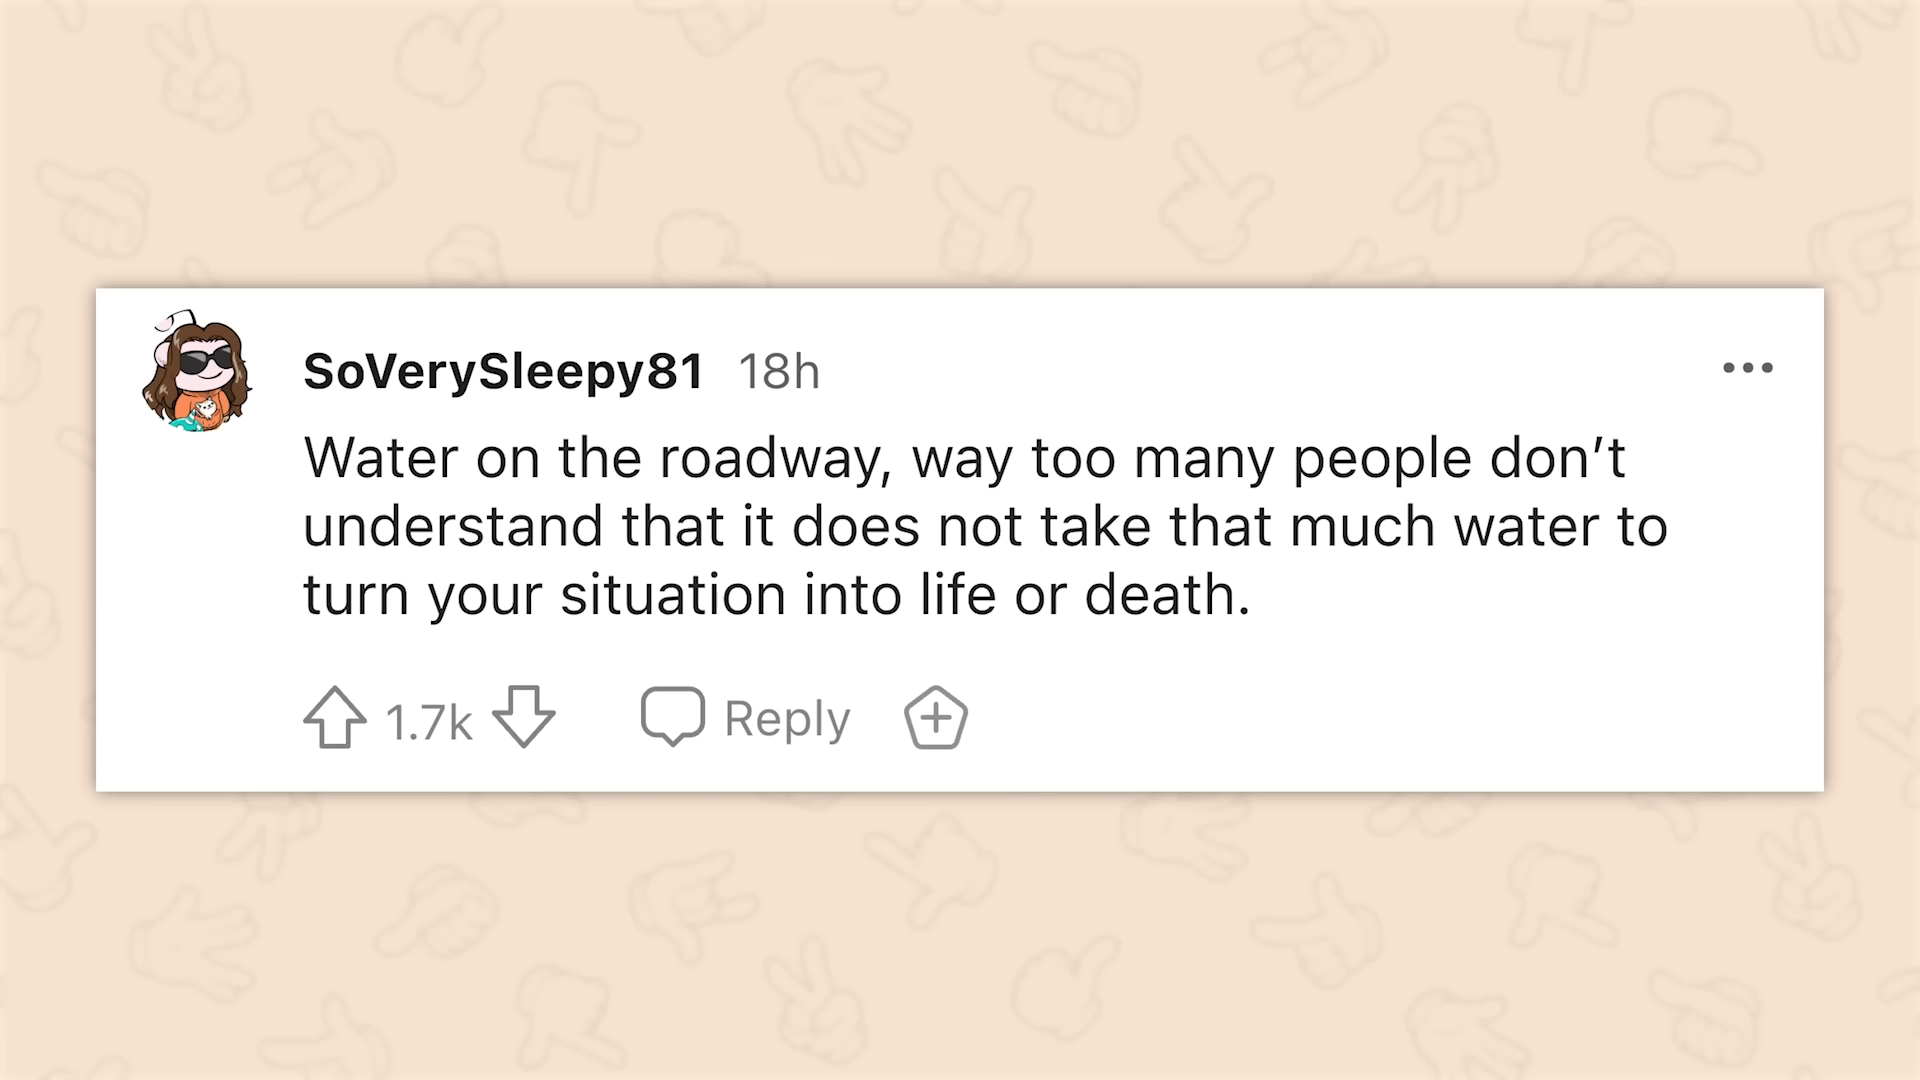 SoVerySleepy81 18h
Water on the roadway, way too many people don’t
understand that it does not take that much water to
turn your situation into life or death.
1.7k Reply